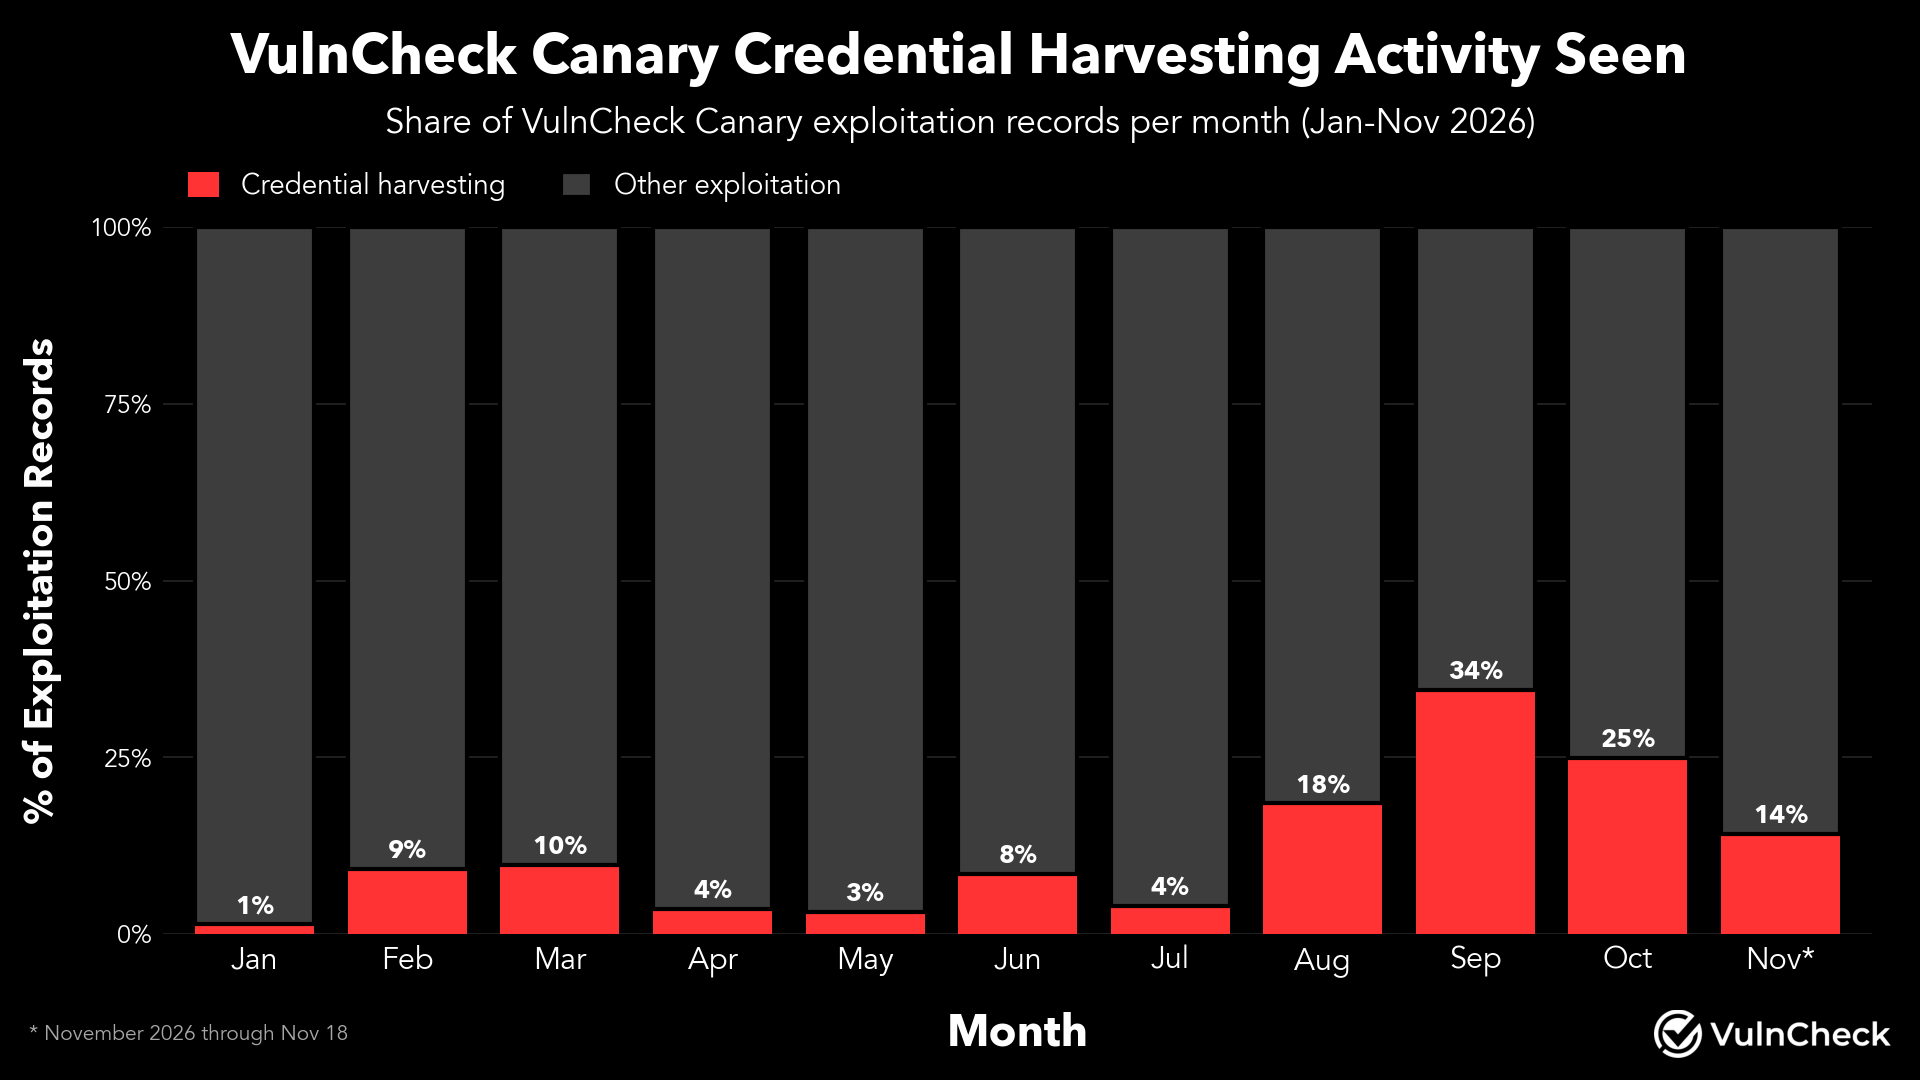 VulnCheck Canary Credential Harvesting Activity Seen
Share of VulnCheck Canary exploitation records per month (Jan-Nov 2026)
Credential harvesting
Other exploitation
% of Exploitation Records
100%
75%
50%
25%
0%
1%
9%
10%
4%
3%
8%
4%
18%
34%
25%
14%
Jan
Feb
Mar
Apr
May
Jun
Jul
Aug
Sep
Oct
Nov*
Month
* November 2026 through Nov 18
VulnCheck